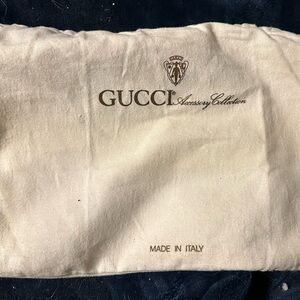 GUCCI Accessory Collection
MADE IN ITALY